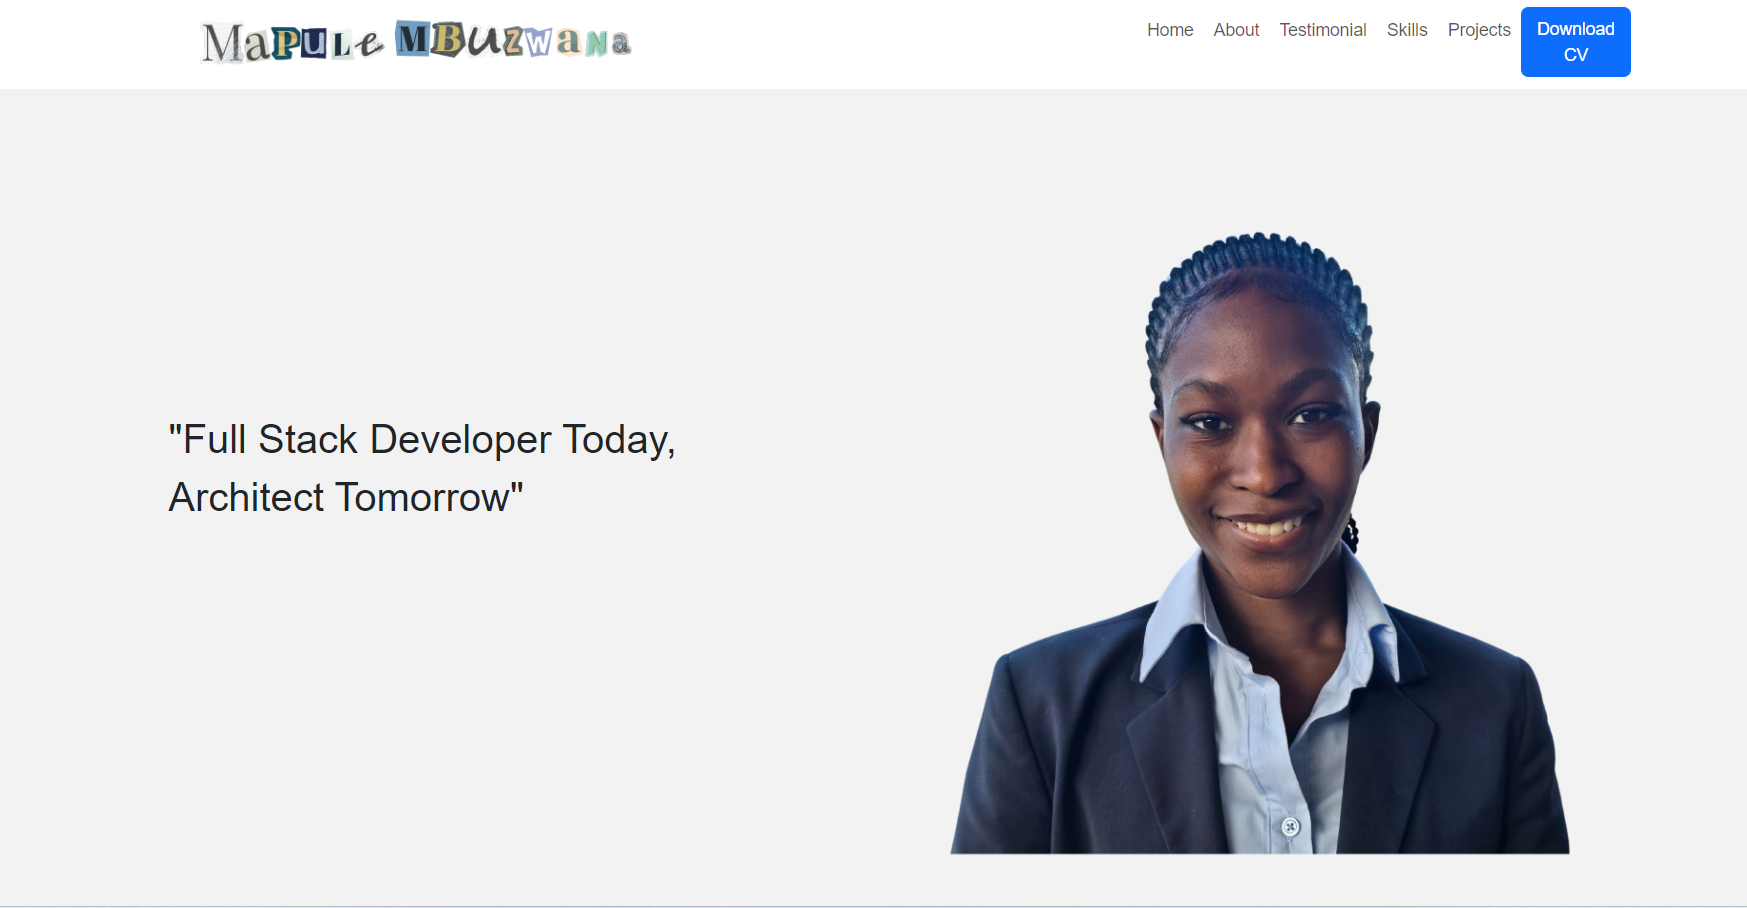 MaPULe MBUzwaNa
Home About Testimonial Skills Projects Download
CV
"Full Stack Developer Today,
Architect Tomorrow"